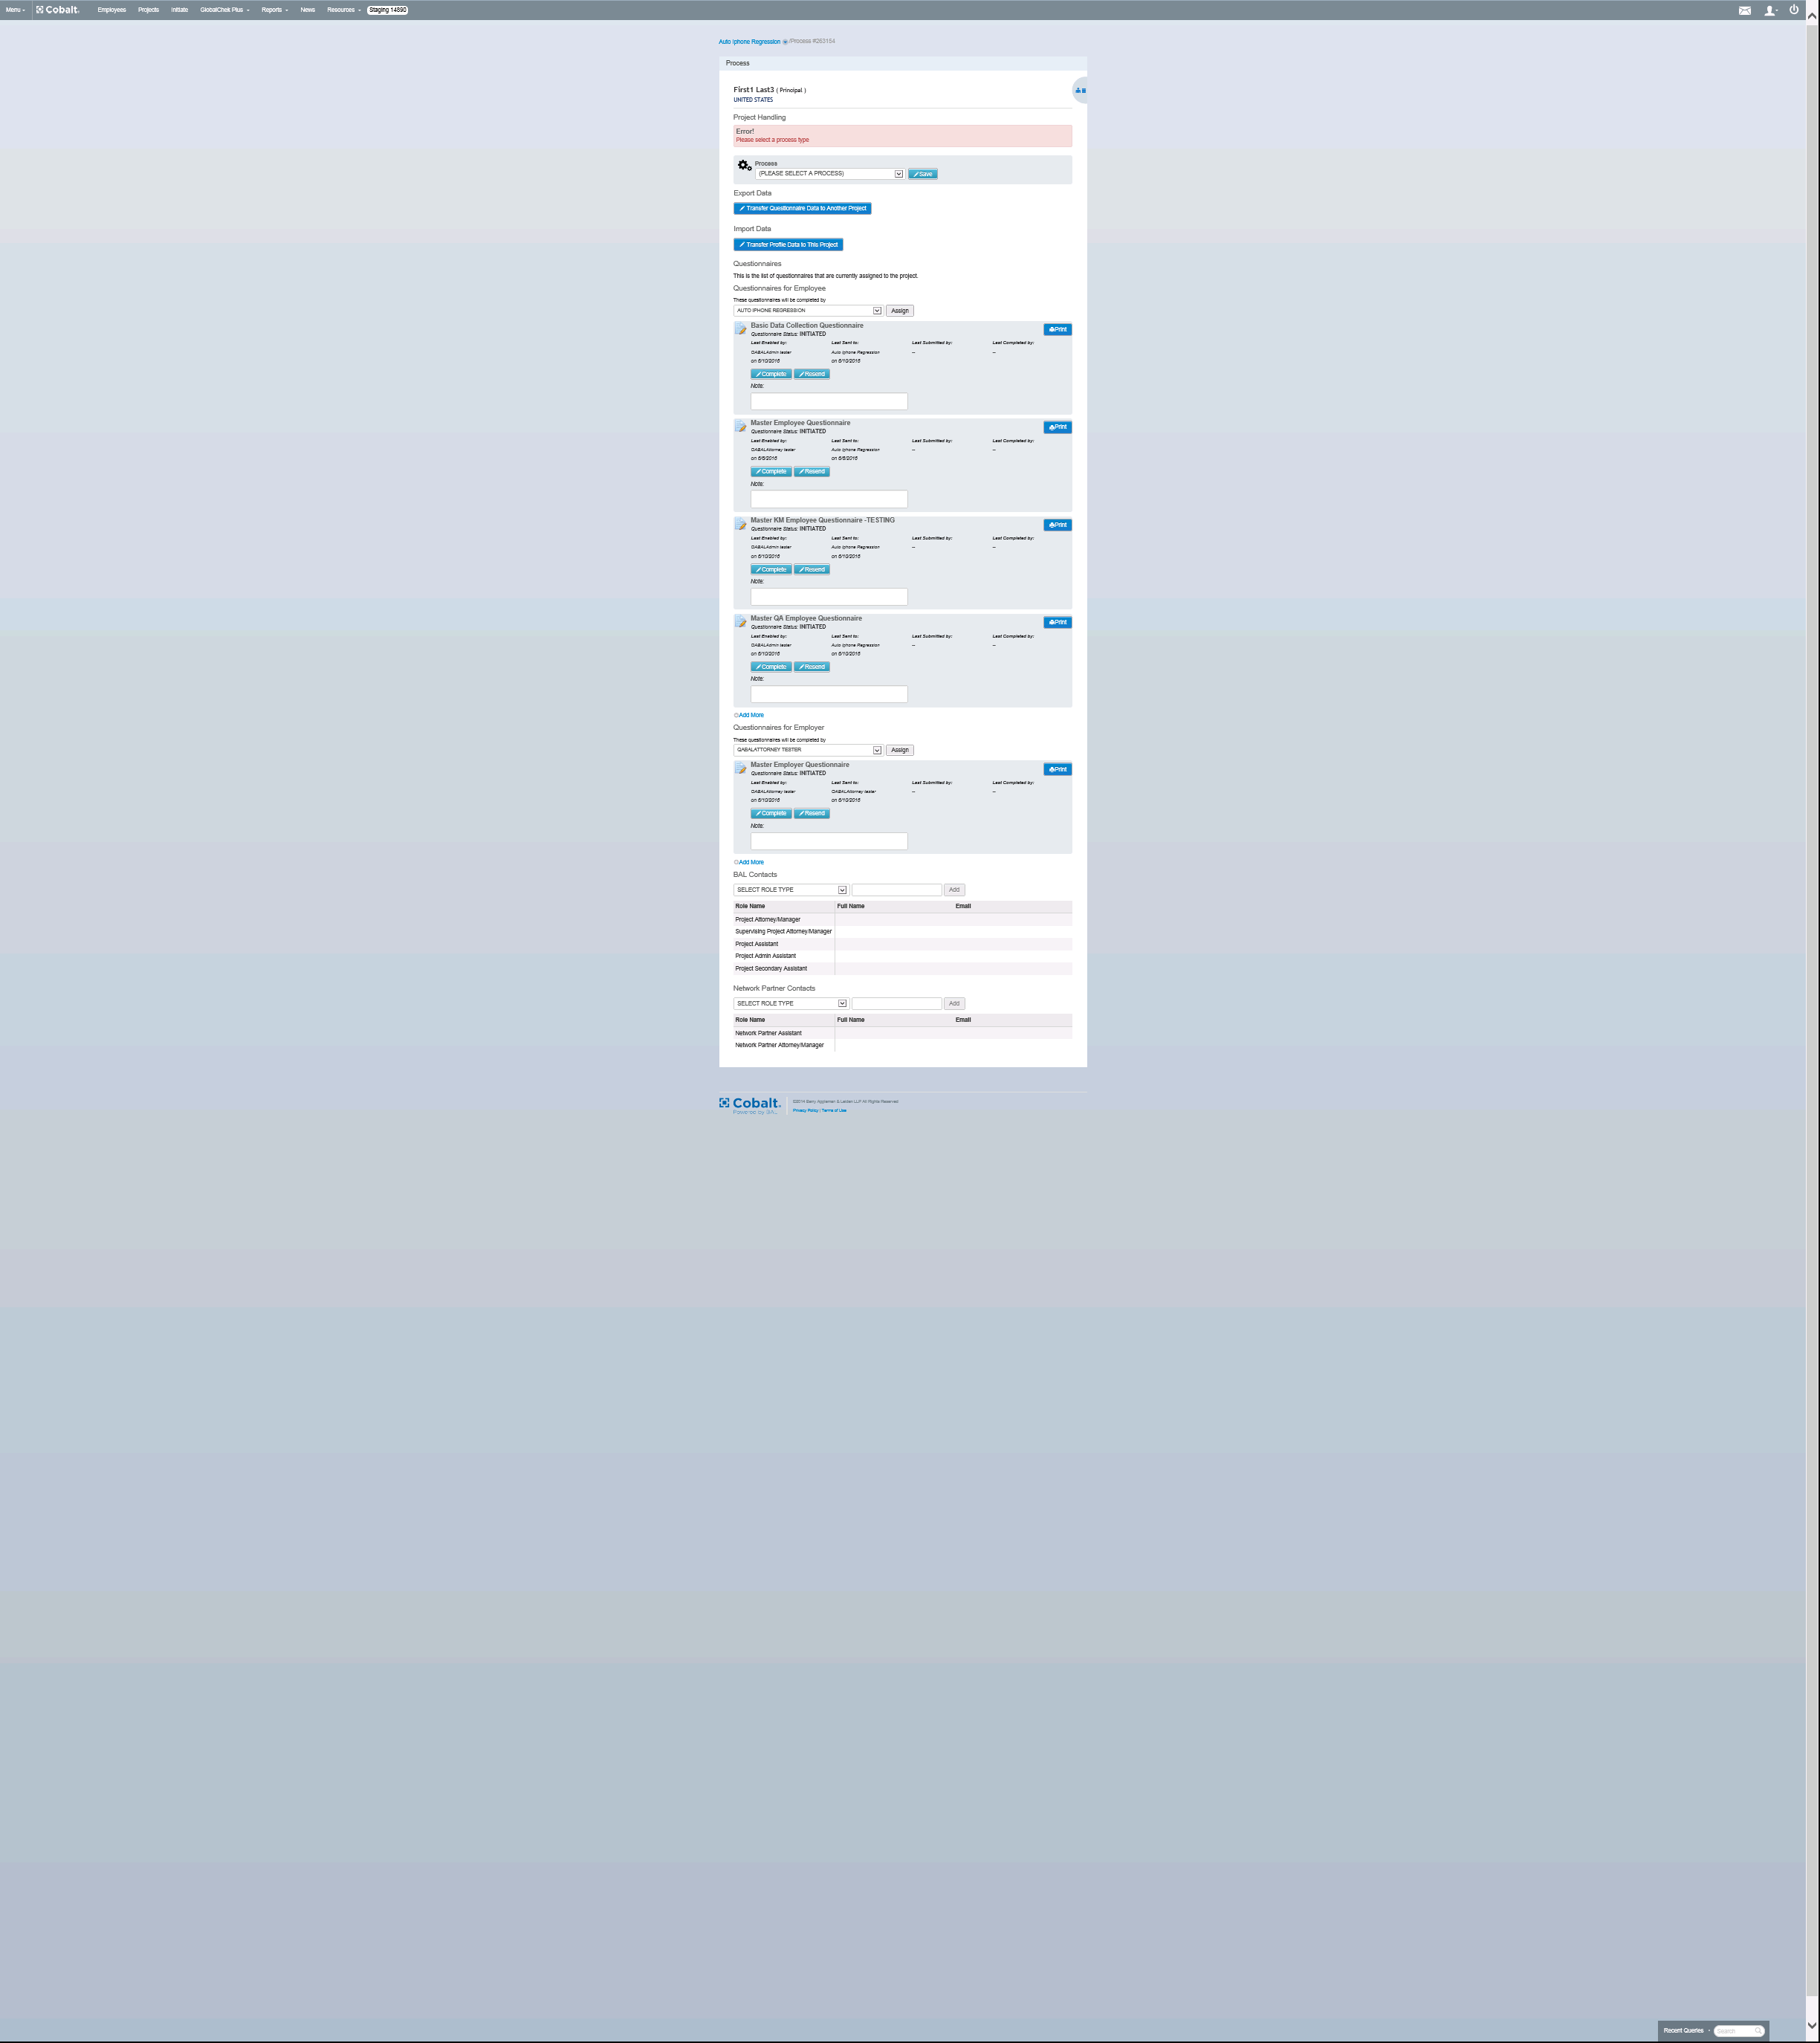 Menu
Cobalt.
Employees Projects Initiate GlobalChek Plus Reports News Resources Staging 14890
Auto Iphone Regression /Process #263154
Process
First1 Last3 ( Principal )
UNITED STATES
Project Handling
Error!
Please select a process type
Process
(PLEASE SELECT A PROCESS) Save
Export Data
Transfer Questionnaire Data to Another Project
Import Data
Transfer Profile Data to This Project
Questionnaires
This is the list of questionnaires that are currently assigned to the project.
Questionnaires for Employee
These questionnaires will be completed by
AUTO IPHONE REGRESSION Assign
Basic Data Collection Questionnaire Print
Questionnaire Status: INITIATED
Last Enabled by: Last Sent to: Last Submitted by: Last Completed by:
QABALAdmin tester Auto Iphone Regression -- --
on 6/10/2016 on 6/10/2016
Complete Resend
Note:
Master Employee Questionnaire Print
Questionnaire Status: INITIATED
Last Enabled by: Last Sent to: Last Submitted by: Last Completed by:
QABALAttorney tester Auto Iphone Regression -- --
Complete Resend
Note:
Master KM Employee Questionnaire -TESTING Print
Questionnaire Status: INITIATED
Last Enabled by: Last Sent to: Last Submitted by: Last Completed by:
QABALAdmin tester Auto Iphone Regression -- --
on 6/10/2016 on 6/10/2016
Complete Resend
Note:
Master QA Employee Questionnaire Print
Questionnaire Status: INITIATED
Last Enabled by: Last Sent to: Last Submitted by: Last Completed by:
QABALAdmin tester Auto Iphone Regression -- --
on 6/10/2016 on 6/10/2016
Complete Resend
Note:
Add More
Questionnaires for Employer
These questionnaires will be completed by
QABALATTORNEY TESTER Assign
Master Employer Questionnaire Print
Questionnaire Status: INITIATED
Last Enabled by: Last Sent to: Last Submitted by: Last Completed by:
QABALAttorney tester QABALAttorney tester -- --
on 6/10/2016 on 6/10/2016
Complete Resend
Note:
Add More
BAL Contacts
SELECT ROLE TYPE Add
Role Name Full Name Email
Project Attorney/Manager
Supervising Project Attorney/Manager
Project Assistant
Project Admin Assistant
Project Secondary Assistant
Network Partner Contacts
SELECT ROLE TYPE Add
Role Name Full Name Email
Network Partner Assistant
Network Partner Attorney/Manager
Cobalt.
Powered by BAL
©2014 Berry Appleman & Leiden LLP. All Rights Reserved
Privacy Policy | Terms of Use
Recent Queries Search